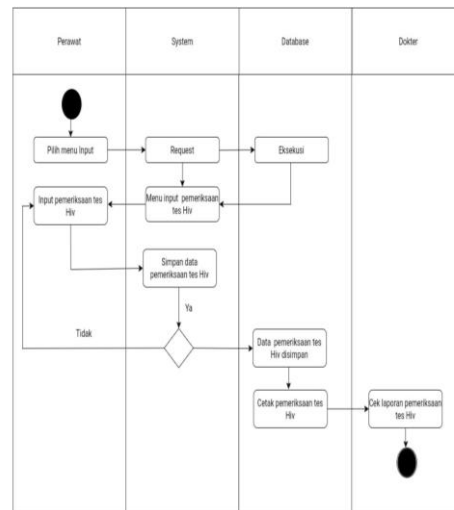 Perawat
System
Database
Dokter
Pilih menu Input
Request
Eksekusi
Input pemeriksaan tes
Hiv
Menu input pemeriksaan
tes Hiv
Simpan data
pemeriksaan tes Hiv
Ya
Tidak
Data pemeriksaan tes
Hiv disimpan
Cetak pemeriksaan tes
Hiv
Cek laporan pemeriksaan
tes Hiv